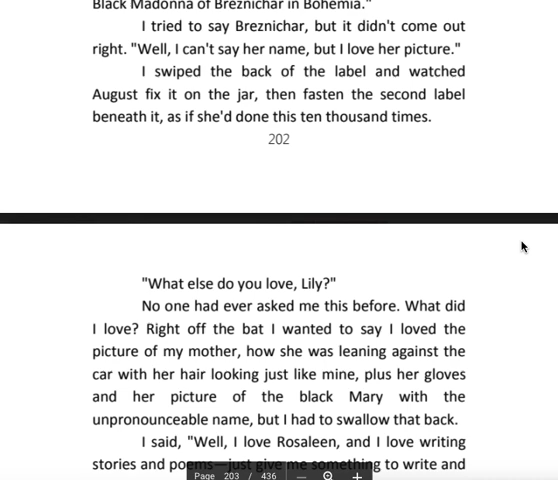 Black Madonna of Breznichar in Bohemia."
I tried to say Breznichar, but it didn't come out
right. "Well, I can't say her name, but I love her picture."
I swiped the back of the label and watched
August fix it on the jar, then fasten the second label
beneath it, as if she'd done this ten thousand times.
202
"What else do you love, Lily?"
No one had ever asked me this before. What did
I love? Right off the bat I wanted to say I loved the
picture of my mother, how she was leaning against the
car with her hair looking just like mine, plus her gloves
and her picture of the black Mary with the
unpronounceable name, but I had to swallow that back.
I said, "Well, I love Rosaleen, and I love writing
stories and poems—just give me something to write and
Page 203 / 436